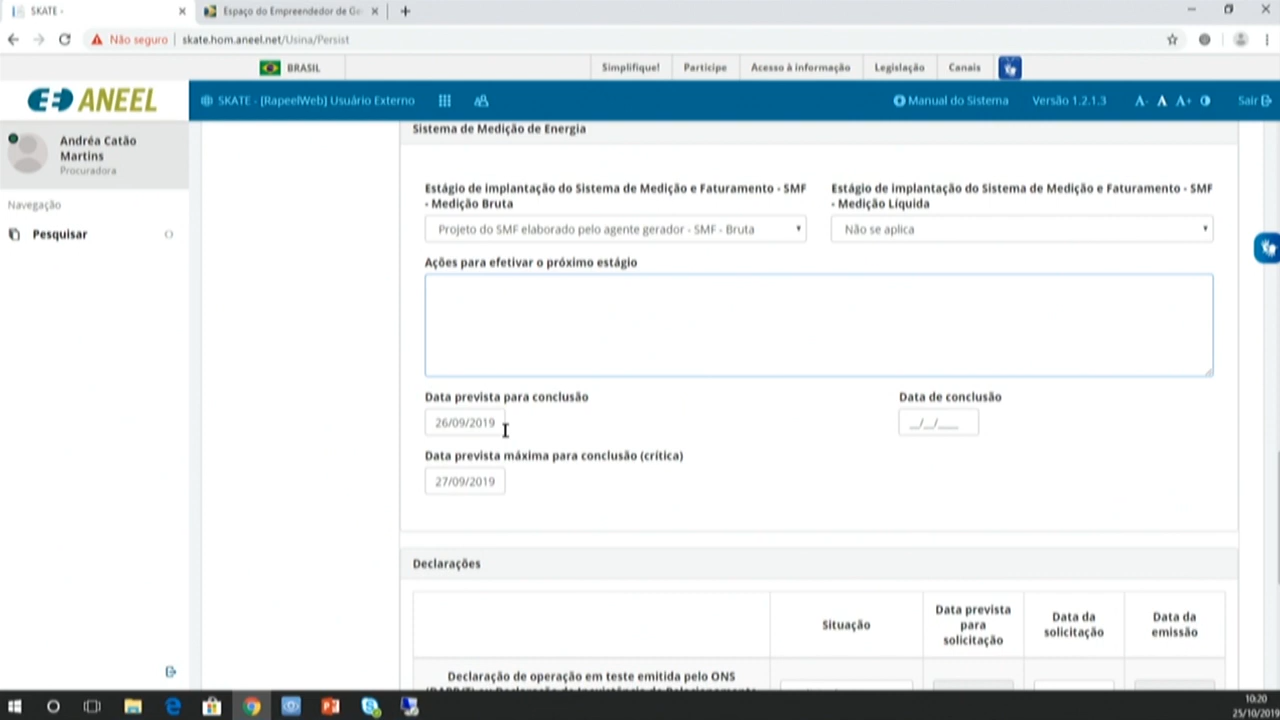 SKATE -
Espaço do Empreendedor de Ge
Não seguro
skate.hom.aneel.net/Usina/Persist
BRASIL
Simplifique!
Participe
Acesso à informação
Legislação
Canais
ANEEL
SKATE - [RapeelWeb] Usuário Externo
Manual do Sistema
Versão 1.2.1.3
A-
A
A+
Sair
Andréa Catão
Martins
Procuradora
Navegação
Pesquisar
Sistema de Medição de Energia
Estágio de implantação do Sistema de Medição e Faturamento - SMF
- Medição Bruta
Estágio de implantação do Sistema de Medição e Faturamento - SMF
- Medição Líquida
Projeto do SMF elaborado pelo agente gerador - SMF - Bruta
Não se aplica
Ações para efetivar o próximo estágio
Data prevista para conclusão
Data de conclusão
26/09/2019
__/__/____
Data prevista máxima para conclusão (crítica)
27/09/2019
Declarações
Situação
Data prevista
para
solicitação
Data da
solicitação
Data da
emissão
Declaração de operação em teste emitida pelo ONS
10:20
25/10/2019